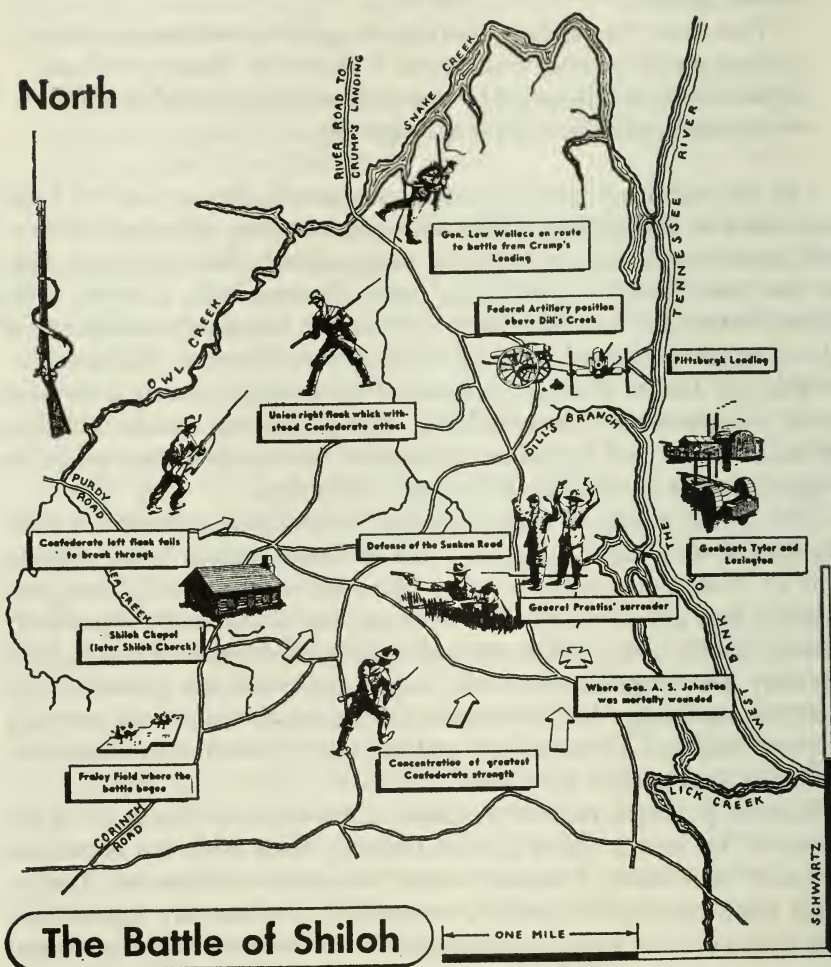 North
RIVER ROAD TO
CRUMP'S LANDING
SNAKE CREEK
TENNESSEE RIVER
Gen. Lew Wallace en route
to battle from Crump's
Landing
OWL CREEK
Federal Artillery position
above Dill's Creek
Pittsburgh Landing
Union right flank which with-
stood Confederate attack
DILL'S BRANCH
PURDY
ROAD
Confederate left flank fails
to break through
Defense of the Sunken Road
Gunboats Tyler and
Lexington
CREEK
General Prentiss' surrender
Shiloh Chapel
(later Shiloh Church)
WEST BANK OF THE
Where Gen. A. S. Johnston
was mortally wounded
Fraley Field where the
battle began
Concentration of greatest
Confederate strength
LICK CREEK
CORINTH
ROAD
SCHWARTZ
The Battle of Shiloh
ONE MILE